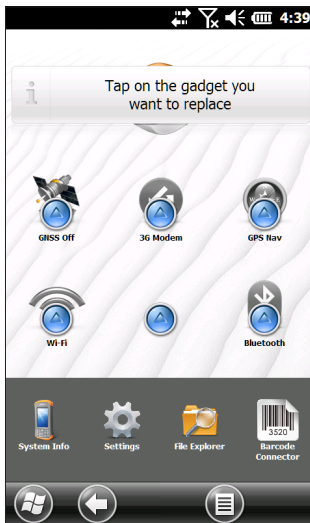 4:39
Tap on the gadget you
want to replace
GNSS Off
3G Modem
GPS Nav
Wi-Fi
Bluetooth
3520
System Info
Settings
File Explorer
Barcode
Connector